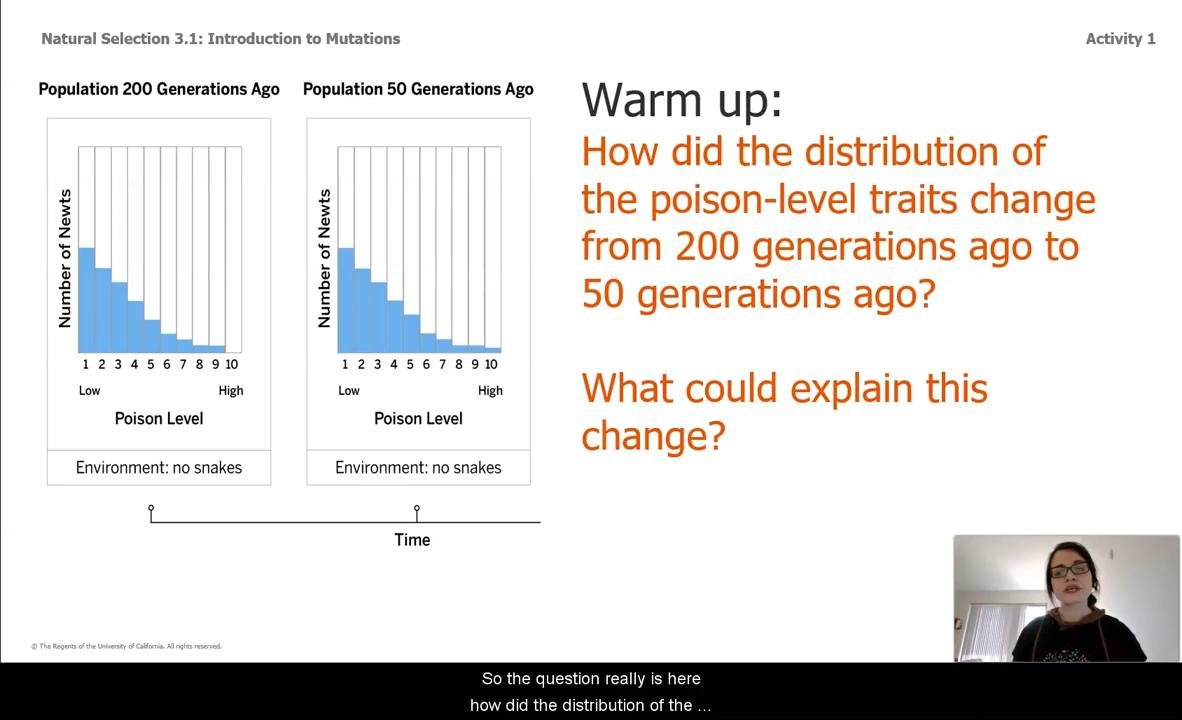 Natural Selection 3.1: Introduction to Mutations
Activity 1
Population 200 Generations Ago
Number of Newts
1 2 3 4 5 6 7 8 9 10
Low High
Poison Level
Environment: no snakes
Population 50 Generations Ago
Number of Newts
1 2 3 4 5 6 7 8 9 10
Low High
Poison Level
Environment: no snakes
Time
Warm up:
How did the distribution of
the poison-level traits change
from 200 generations ago to
50 generations ago?
What could explain this
change?
© The Regents of the University of California. All rights reserved.
So the question really is here
how did the distribution of the ...